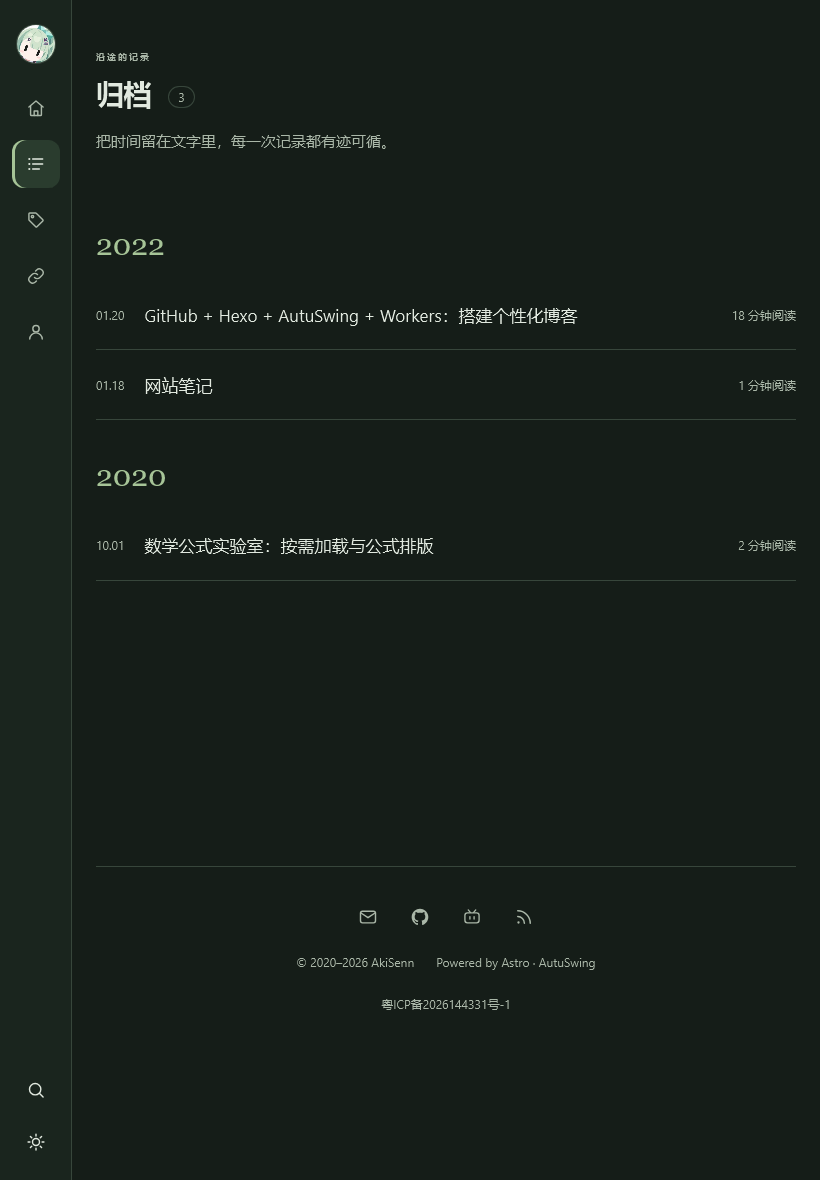 沿途的记录
归档 3
把时间留在文字里，每一次记录都有迹可循。
2022
01.20 GitHub + Hexo + AutuSwing + Workers：搭建个性化博客 18 分钟阅读
01.18 网站笔记 1 分钟阅读
2020
10.01 数学公式实验室：按需加载与公式排版 2 分钟阅读
© 2020–2026 AkiSenn Powered by Astro · AutuSwing
粤ICP备2026144331号-1